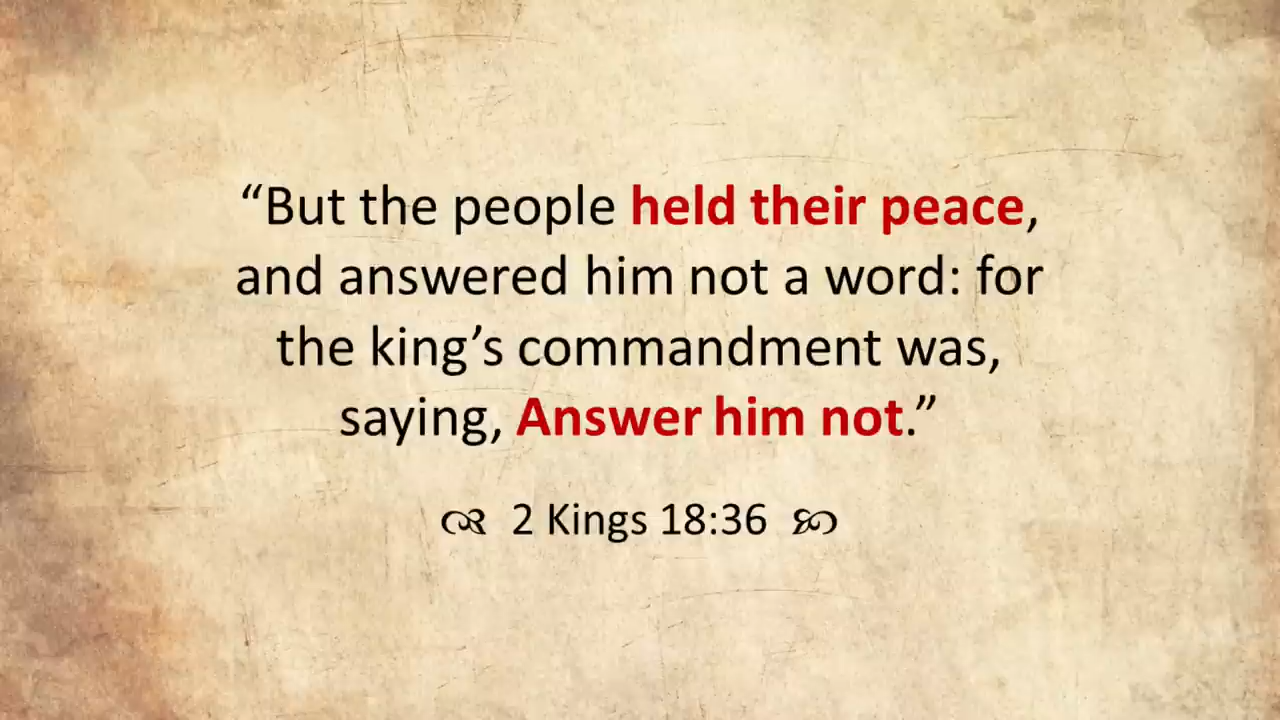 “But the people held their peace,
and answered him not a word: for
the king’s commandment was,
saying, Answer him not.”
2 Kings 18:36